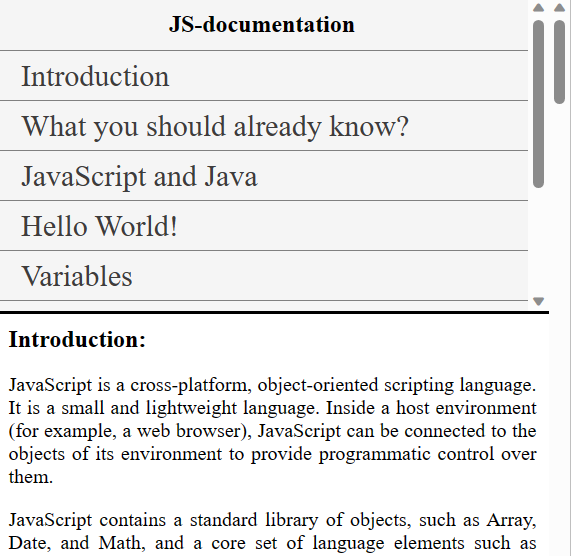 JS-documentation
Introduction
What you should already know?
JavaScript and Java
Hello World!
Variables
Introduction:
JavaScript is a cross-platform, object-oriented scripting language.
It is a small and lightweight language. Inside a host environment
(for example, a web browser), JavaScript can be connected to the
objects of its environment to provide programmatic control over
them.
JavaScript contains a standard library of objects, such as Array,
Date, and Math, and a core set of language elements such as